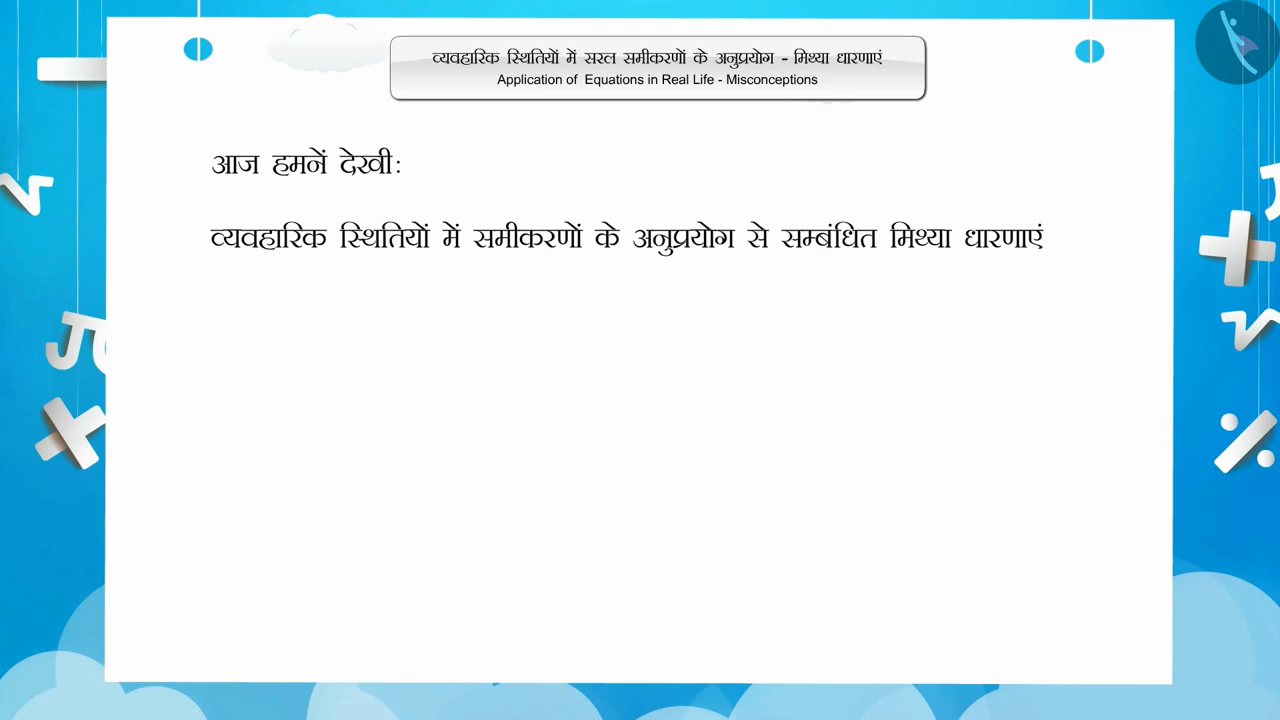 व्यवहारिक स्थितियों में सरल समीकरणों के अनुप्रयोग - मिथ्या धारणाएं
Application of Equations in Real Life - Misconceptions
आज हमनें देखी:
व्यवहारिक स्थितियों में समीकरणों के अनुप्रयोग से सम्बंधित मिथ्या धारणाएं